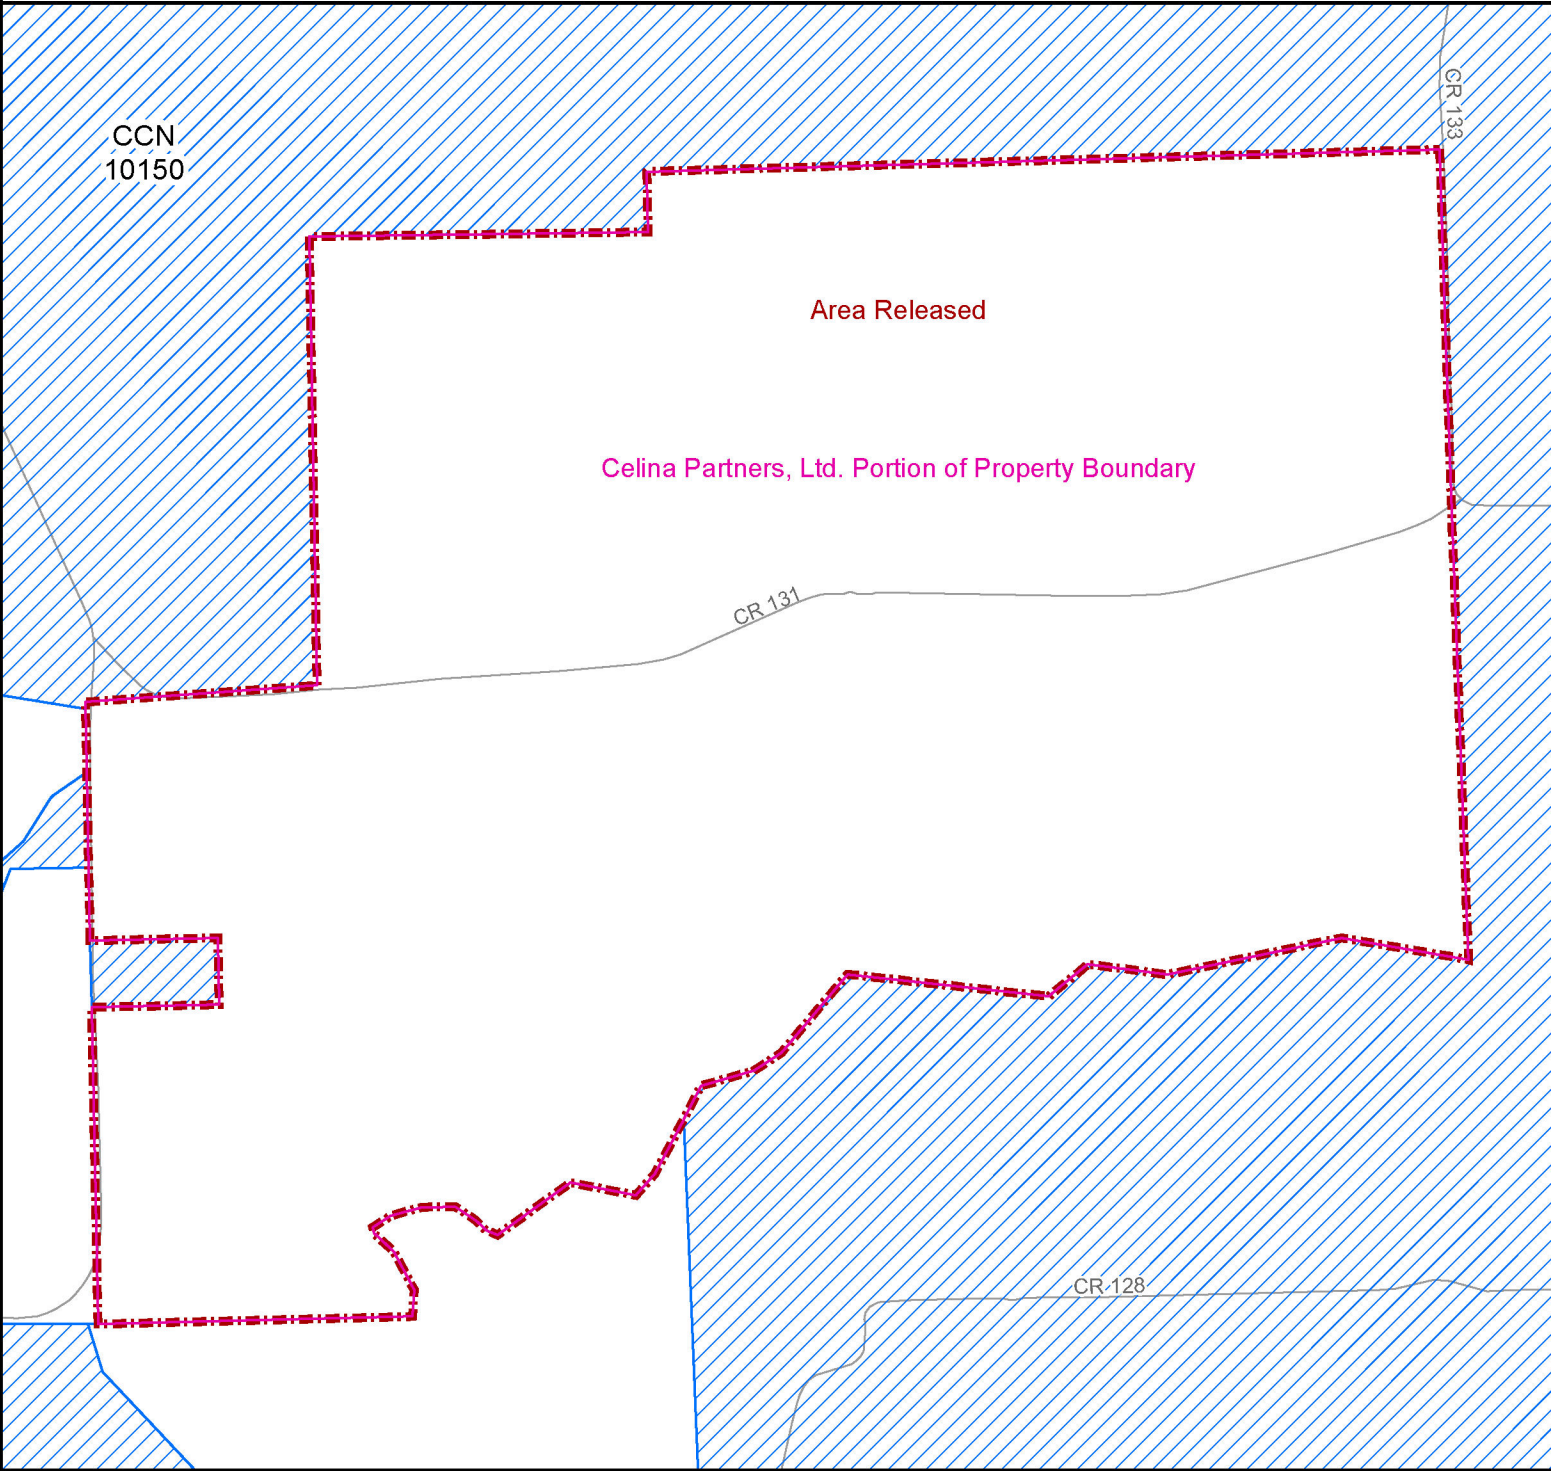 CR 133
CCN
10150
Area Released
Celina Partners, Ltd. Portion of Property Boundary
CR 131
CR 128